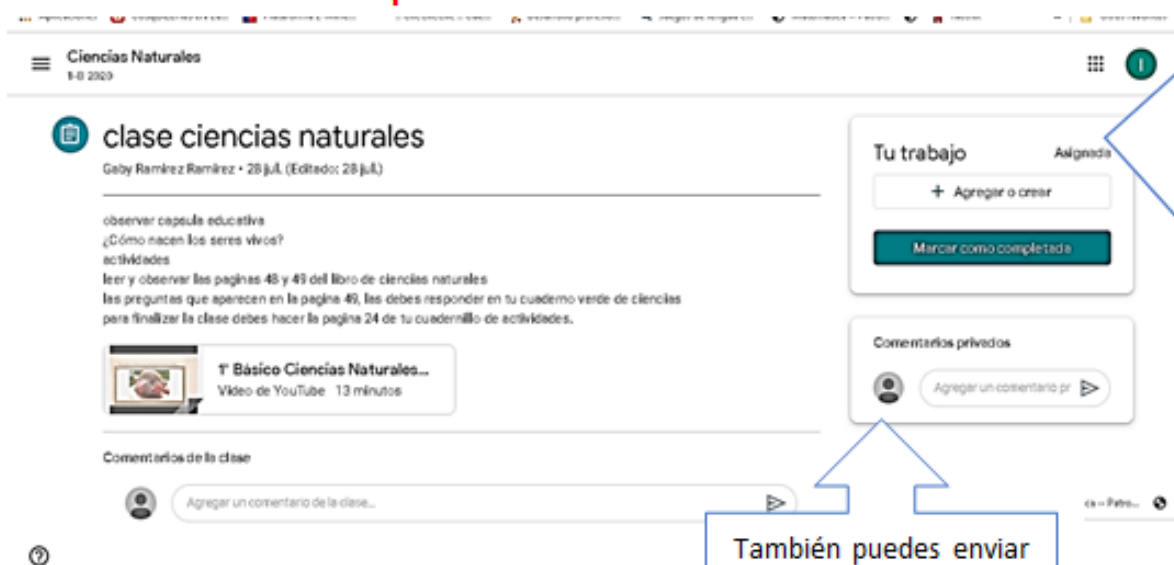 Ciencias Naturales
1-B 2020
clase ciencias naturales
Gaby Ramirez Ramirez • 28 jul. (Editado: 28 jul.)
observar capsula educativa
¿Cómo nacen los seres vivos?
actividades
leer y observar las paginas 48 y 49 del libro de ciencias naturales
las preguntas que aparecen en la pagina 49, las debes responder en tu cuaderno verde de ciencias
para finalizar la clase debes hacer la pagina 24 de tu cuadernillo de actividades.
1° Básico Ciencias Naturales...
Video de YouTube 13 minutos
Comentarios de la clase
Agregar un comentario de la clase...
Tu trabajo Asignada
+ Agregar o crear
Marcar como completada
Comentarios privados
Agregar un comentario pr
También puedes enviar